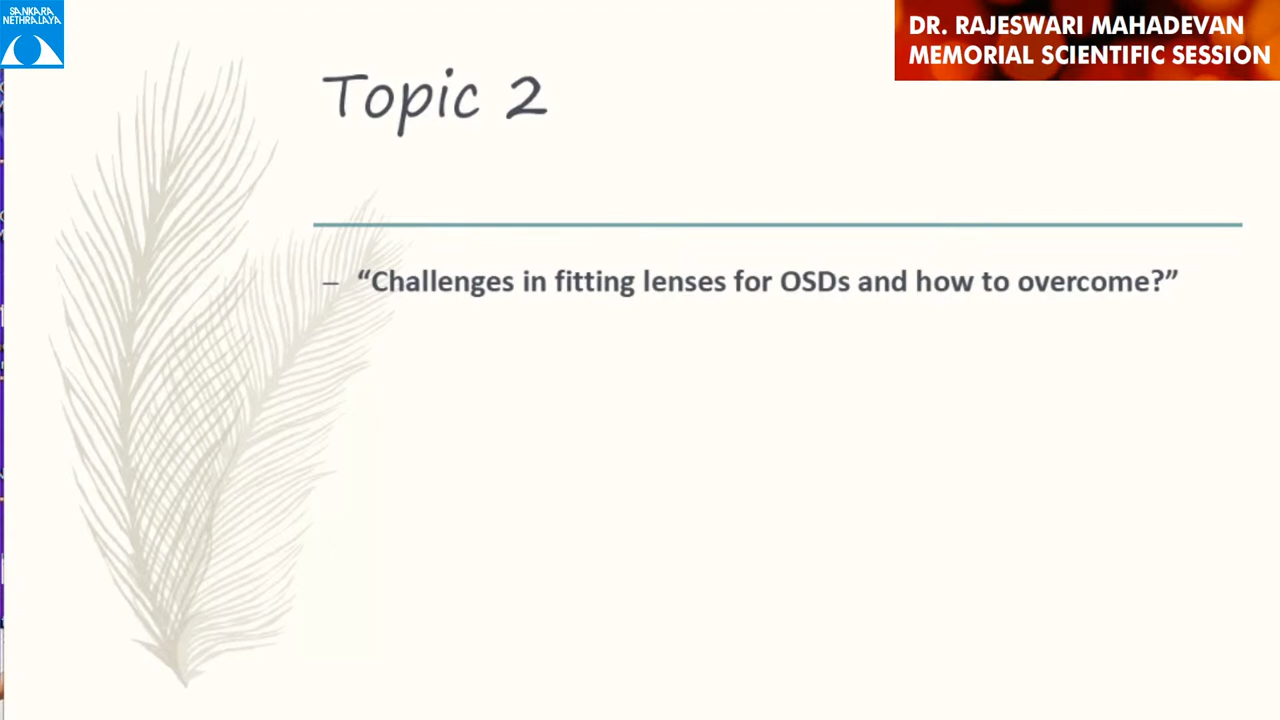 SANKARA
NETHRALAYA
DR. RAJESWARI MAHADEVAN
MEMORIAL SCIENTIFIC SESSION
Topic 2
– “Challenges in fitting lenses for OSDs and how to overcome?”